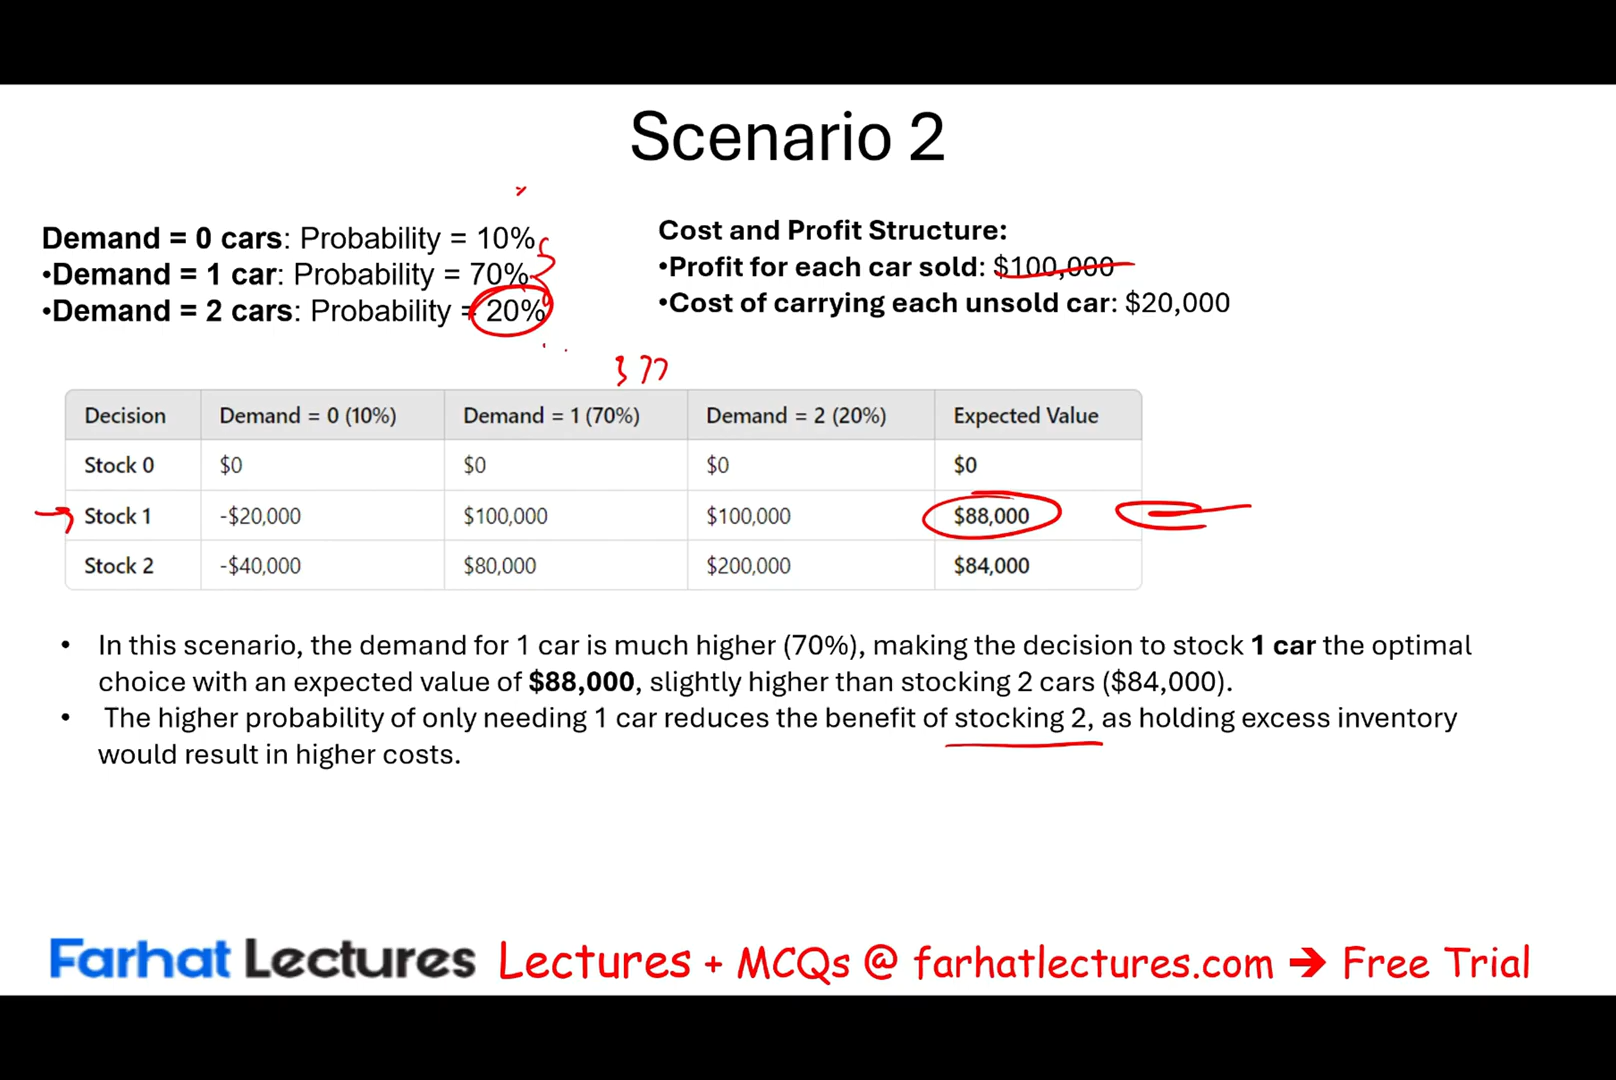 Scenario 2
Demand = 0 cars: Probability = 10%
•Demand = 1 car: Probability = 70%
•Demand = 2 cars: Probability = 20%
Cost and Profit Structure:
•Profit for each car sold: $100,000
•Cost of carrying each unsold car: $20,000
Decision Demand = 0 (10%) Demand = 1 (70%) Demand = 2 (20%) Expected Value
Stock 0 $0 $0 $0 $0
Stock 1 -$20,000 $100,000 $100,000 $88,000
Stock 2 -$40,000 $80,000 $200,000 $84,000
• In this scenario, the demand for 1 car is much higher (70%), making the decision to stock 1 car the optimal
choice with an expected value of $88,000, slightly higher than stocking 2 cars ($84,000).
• The higher probability of only needing 1 car reduces the benefit of stocking 2, as holding excess inventory
would result in higher costs.
Farhat Lectures Lectures + MCQs @ farhatlectures.com → Free Trial